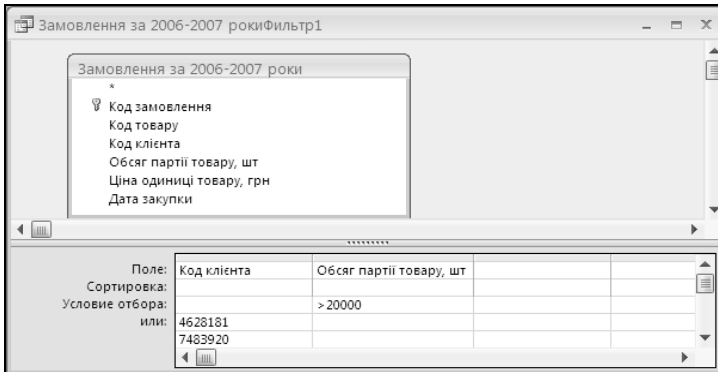 Замовлення за 2006-2007 рокиФильтр1
Замовлення за 2006-2007 роки
*
Код замовлення
Код товару
Код клієнта
Обсяг партії товару, шт
Ціна одиниці товару, грн
Дата закупки
Поле: Код клієнта Обсяг партії товару, шт
Сортировка:
Условие отбора: >20000
или: 4628181
7483920